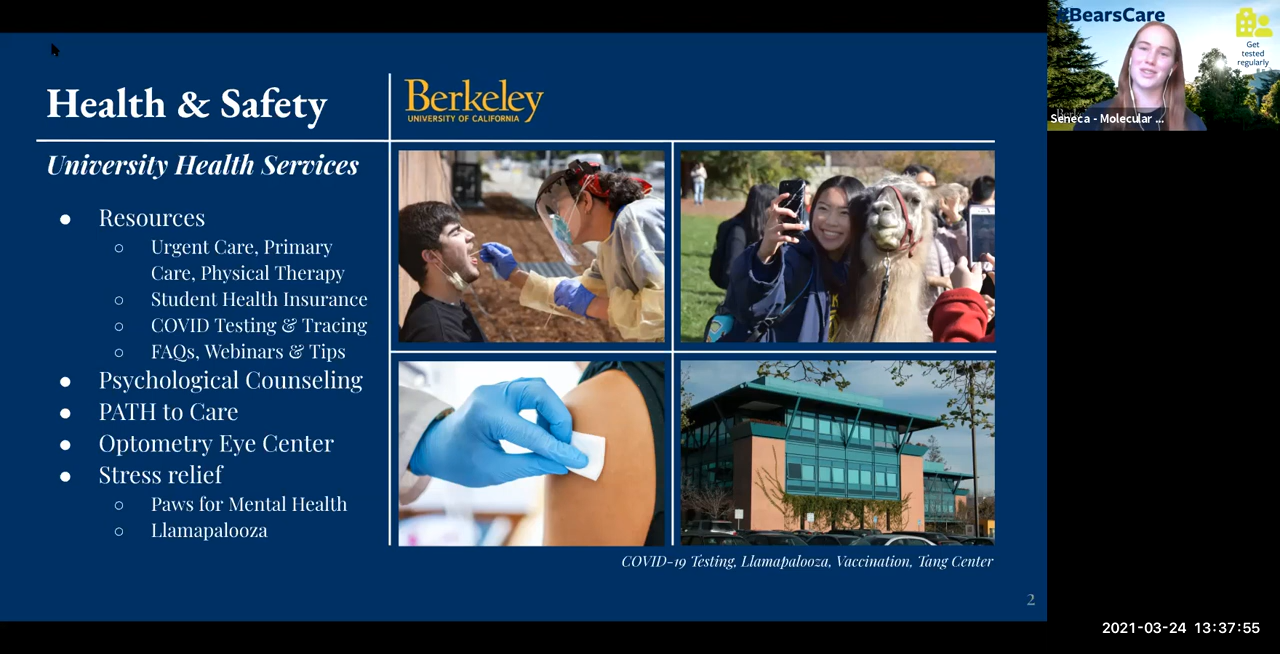 Health & Safety
Berkeley
UNIVERSITY OF CALIFORNIA
University Health Services
● Resources
○ Urgent Care, Primary
Care, Physical Therapy
○ Student Health Insurance
○ COVID Testing & Tracing
○ FAQs, Webinars & Tips
● Psychological Counseling
● PATH to Care
● Optometry Eye Center
● Stress relief
○ Paws for Mental Health
○ Llamapalooza
COVID-19 Testing, Llamapalooza, Vaccination, Tang Center
2
#BearsCare
Get
tested
regularly
Seneca - Molecular ...
2021-03-24 13:37:55